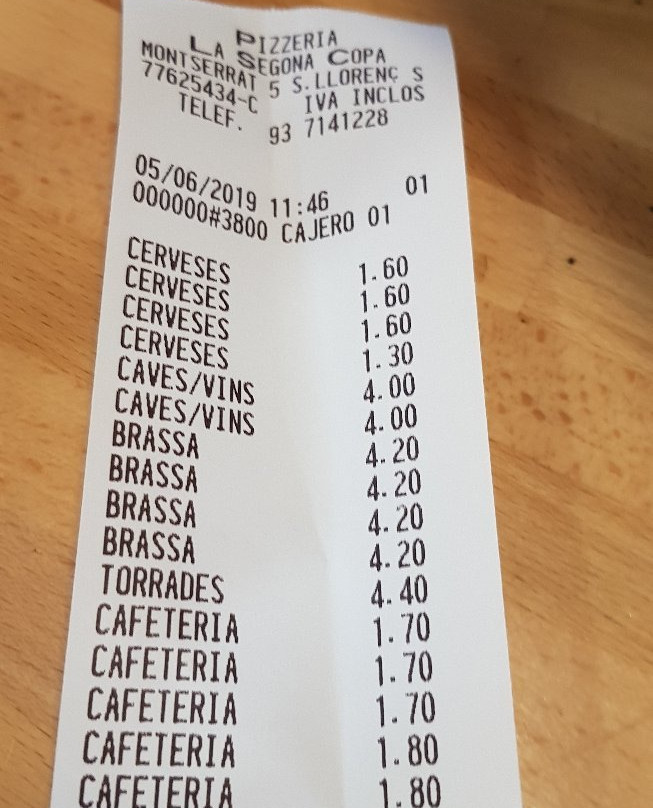 PIZZERIA
LA SEGONA COPA
MONTSERRAT 5 S.LLORENÇ S
77625434-C IVA INCLOS
TELEF. 93 7141228
05/06/2019 11:46 01
000000#3800 CAJERO 01
CERVESES 1.60
CERVESES 1.60
CERVESES 1.60
CERVESES 1.30
CAVES/VINS 4.00
CAVES/VINS 4.00
BRASSA 4.20
BRASSA 4.20
BRASSA 4.20
BRASSA 4.20
TORRADES 4.40
CAFETERIA 1.70
CAFETERIA 1.70
CAFETERIA 1.70
CAFETERIA 1.80
CAFETERIA 1.80